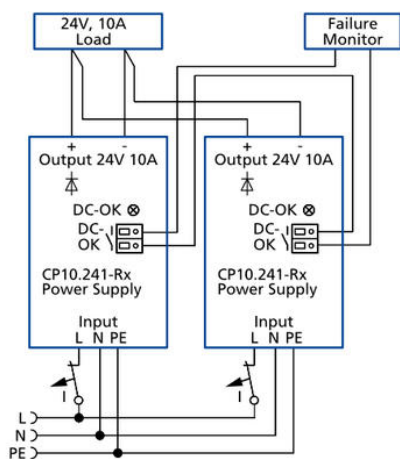 24V, 10A
Load
Failure
Monitor
+ -
Output 24V 10A
DC-OK
DC-
OK
CP10.241-Rx
Power Supply
Input
L N PE
I
+ -
Output 24V 10A
DC-OK
DC-
OK
CP10.241-Rx
Power Supply
Input
L N PE
I
L
N
PE